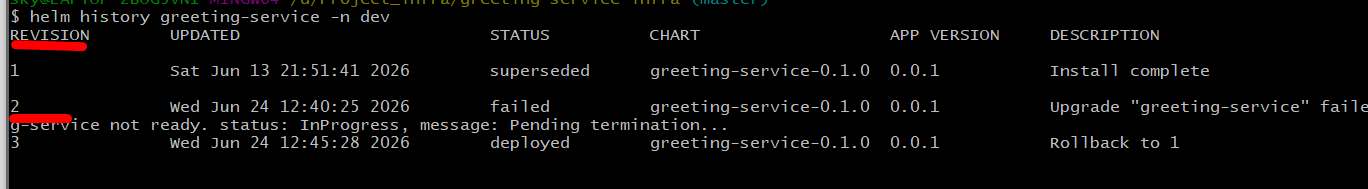 $ helm history greeting-service -n dev
REVISION UPDATED STATUS CHART APP VERSION DESCRIPTION
1 Sat Jun 13 21:51:41 2026 superseded greeting-service-0.1.0 0.0.1 Install complete
2 Wed Jun 24 12:40:25 2026 failed greeting-service-0.1.0 0.0.1 Upgrade "greeting-service" faile
g-service not ready. status: InProgress, message: Pending termination...
3 Wed Jun 24 12:45:28 2026 deployed greeting-service-0.1.0 0.0.1 Rollback to 1